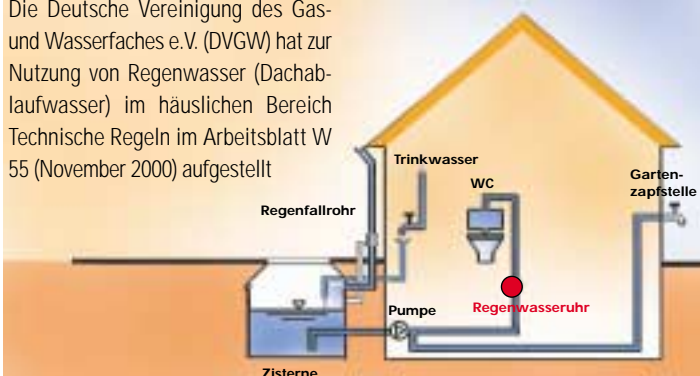 Die Deutsche Vereinigung des Gas-
und Wasserfaches e.V. (DVGW) hat zur
Nutzung von Regenwasser (Dachab-
laufwasser) im häuslichen Bereich
Technische Regeln im Arbeitsblatt W
55 (November 2000) aufgestellt
Trinkwasser
WC
Garten-
zapfstelle
Regenfallrohr
Pumpe
Regenwasseruhr
Zisterne